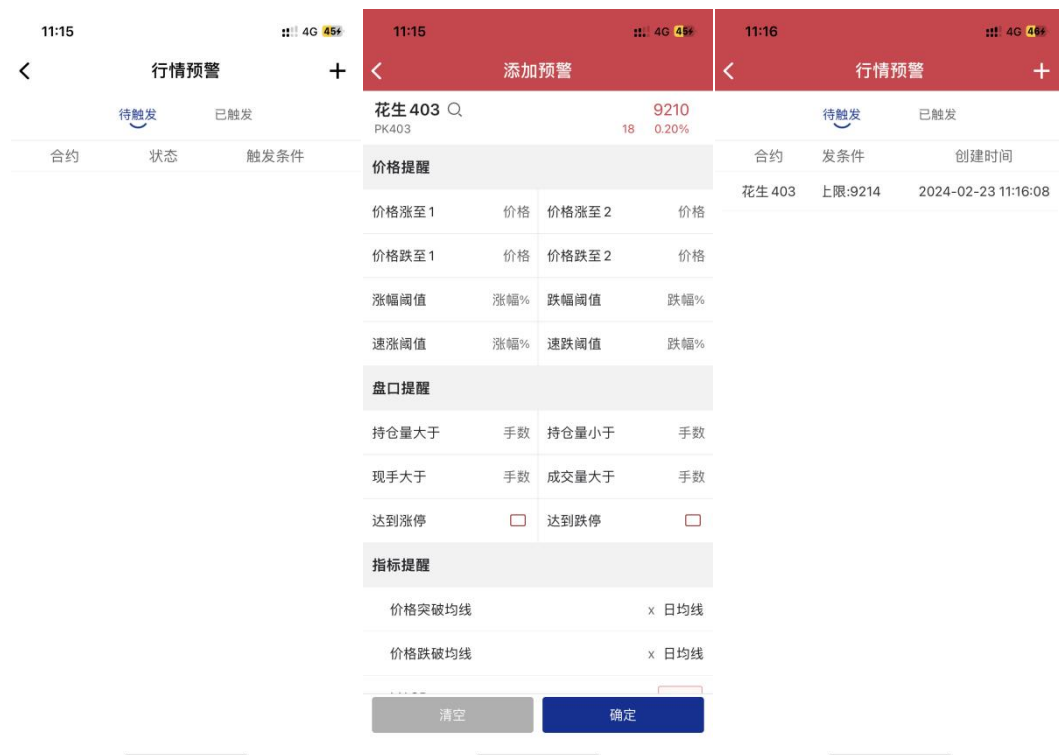 11:15
4G 45
行情预警
待触发 已触发
合约 状态 触发条件
11:15
4G 45
添加预警
花生403 9210
PK403 18 0.20%
价格提醒
价格涨至1 价格 价格涨至2 价格
价格跌至1 价格 价格跌至2 价格
涨幅阈值 涨幅% 跌幅阈值 跌幅%
速涨阈值 涨幅% 速跌阈值 跌幅%
盘口提醒
持仓量大于 手数 持仓量小于 手数
现手大于 手数 成交量大于 手数
达到涨停 达到跌停
指标提醒
价格突破均线 x 日均线
价格跌破均线 x 日均线
清空 确定
11:16
4G 46
行情预警
待触发 已触发
合约 发条件 创建时间
花生403 上限:9214 2024-02-23 11:16:08